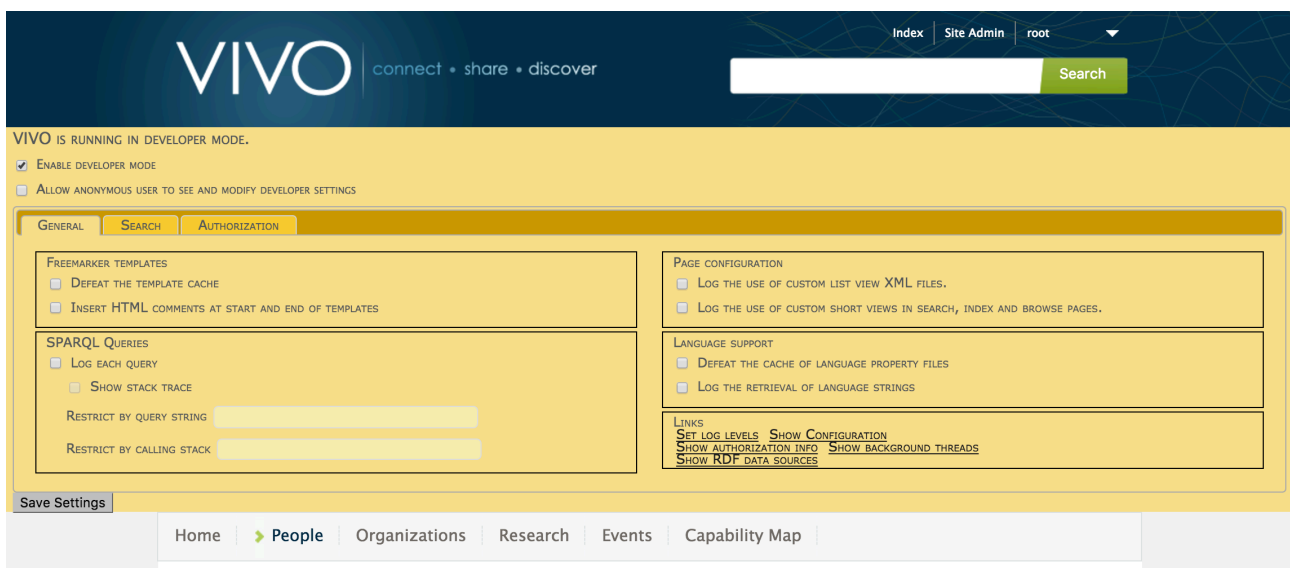 Index Site Admin root
VIVO connect • share • discover
Search
VIVO is running in developer mode.
Enable developer mode
Allow anonymous user to see and modify developer settings
General Search Authorization
Freemarker templates
Defeat the template cache
Insert HTML comments at start and end of templates
SPARQL Queries
Log each query
Show stack trace
Restrict by query string
Restrict by calling stack
Page configuration
Log the use of custom list view XML files.
Log the use of custom short views in search, index and browse pages.
Language support
Defeat the cache of language property files
Log the retrieval of language strings
Links
Set log levels Show Configuration
Show authorization info Show background threads
Show RDF data sources
Save Settings
Home People Organizations Research Events Capability Map